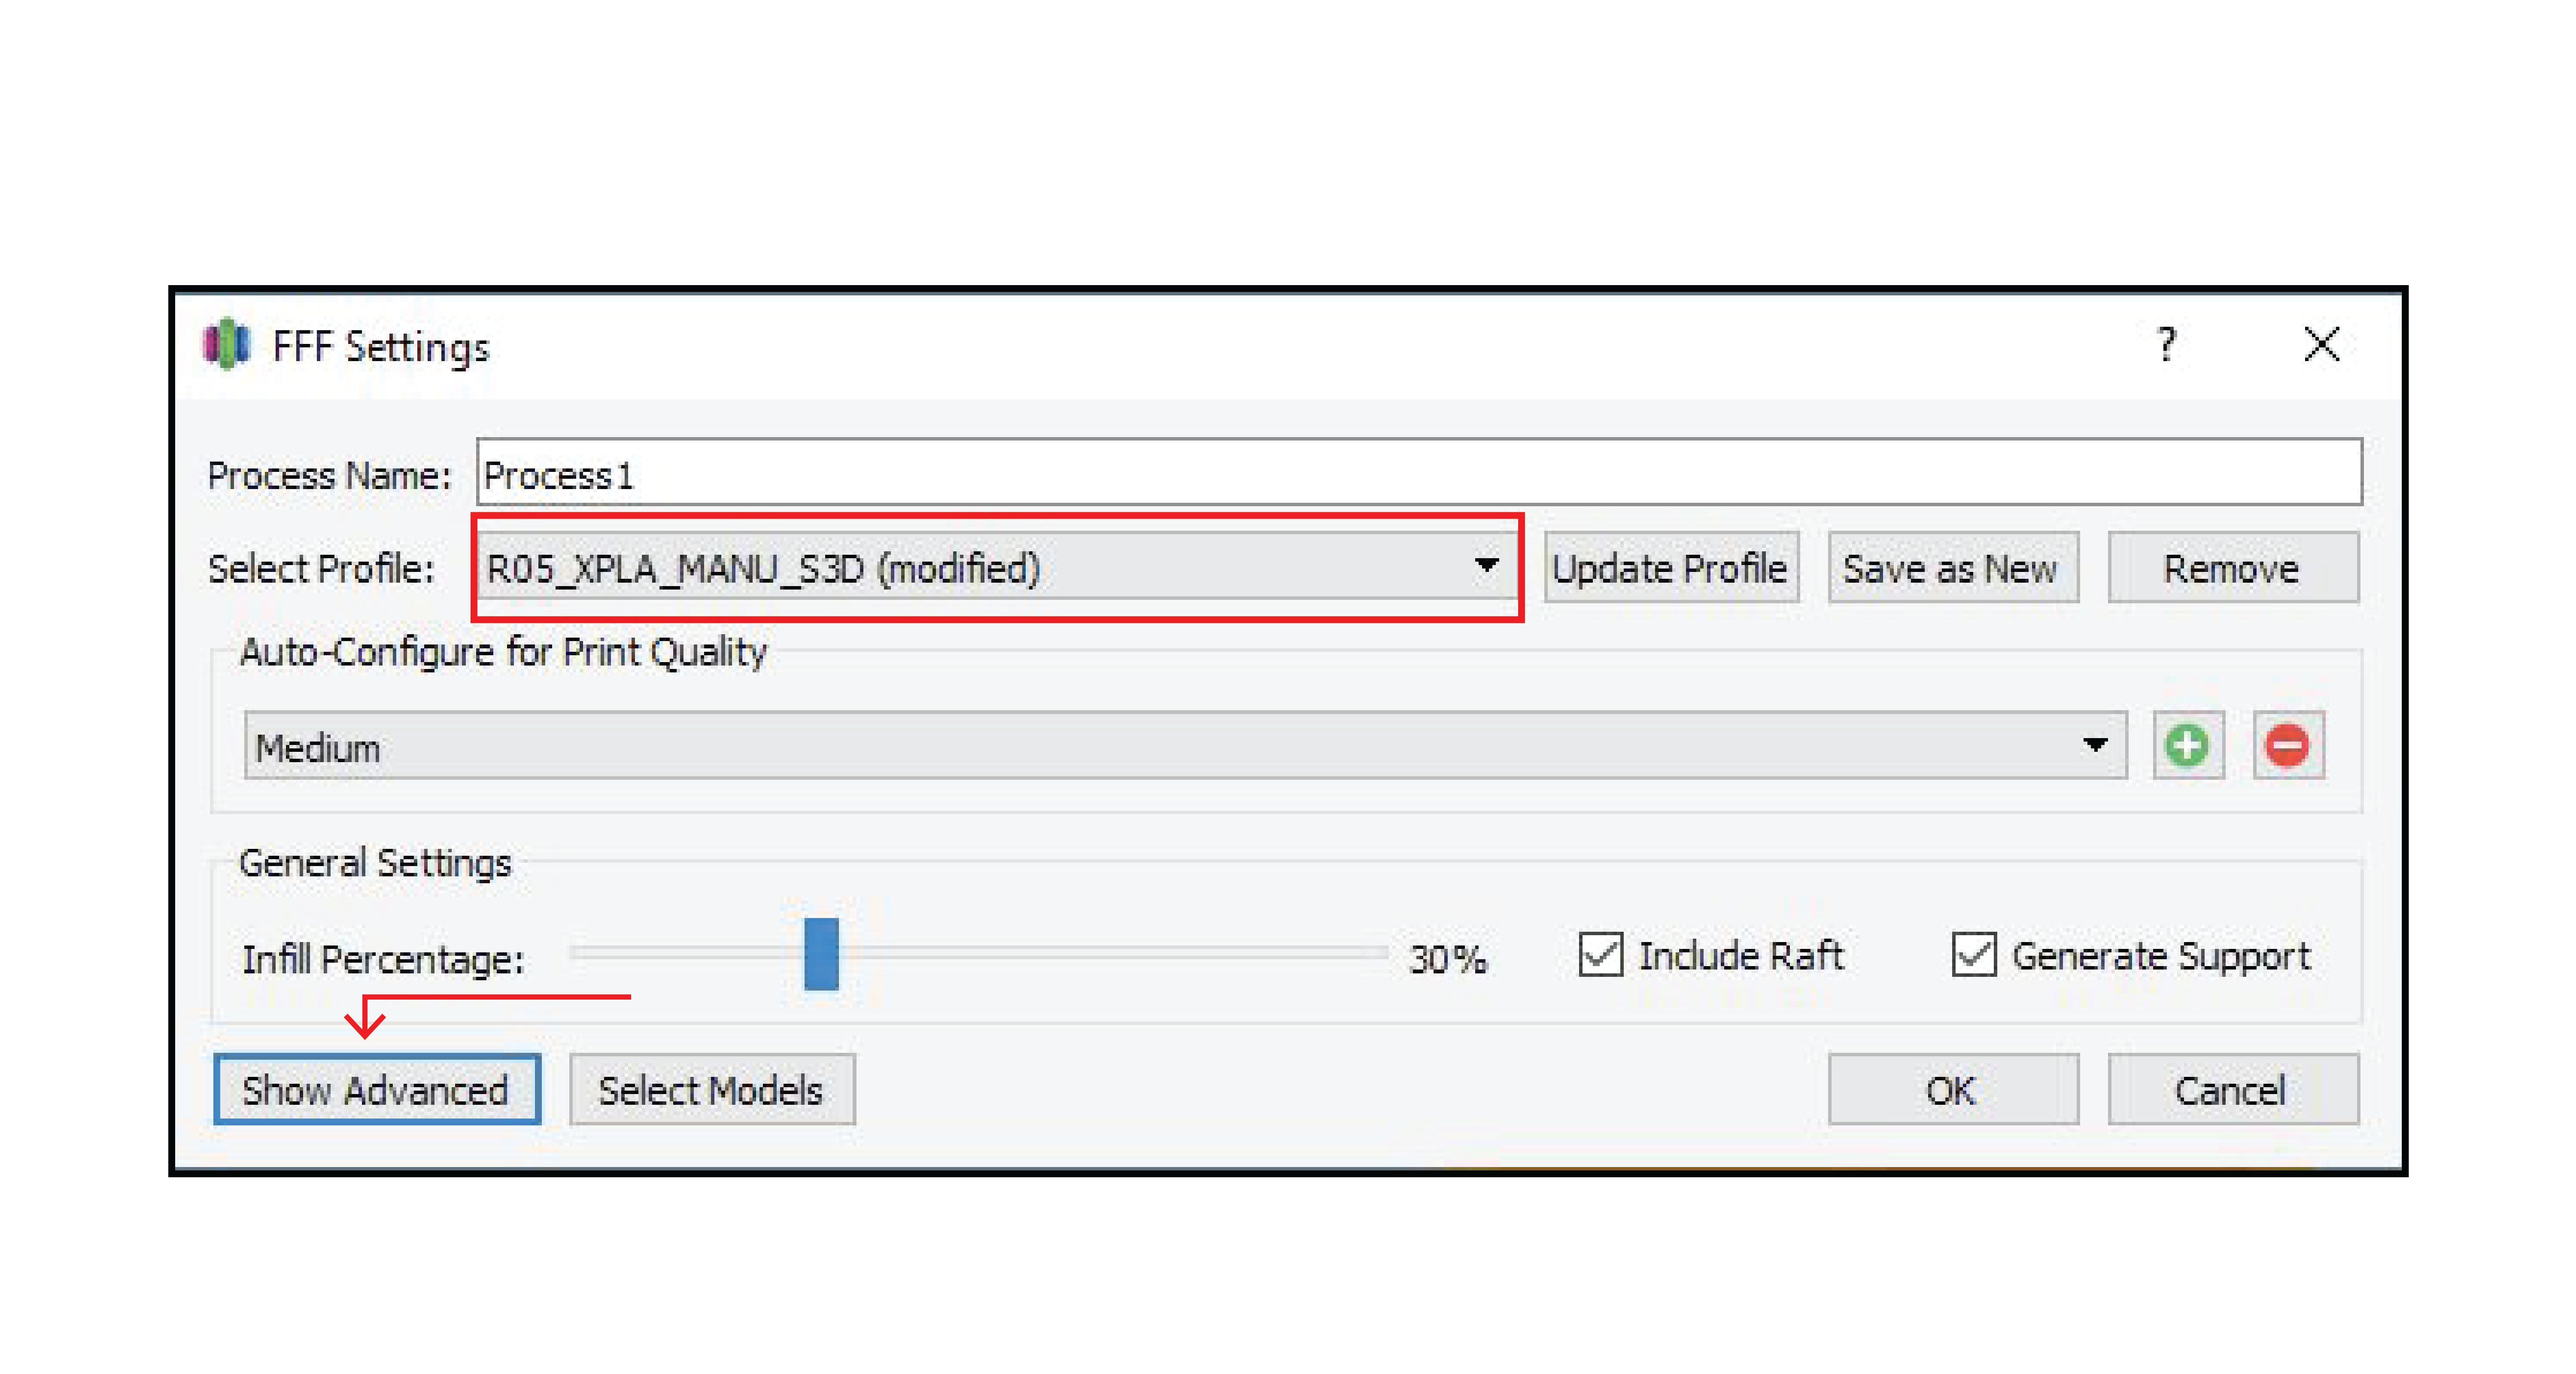 FFF Settings ?
Process Name: Process1
Select Profile: R05_XPLA_MANU_S3D (modified) Update Profile Save as New Remove
Auto-Configure for Print Quality
Medium
General Settings
Infill Percentage: 30% Include Raft Generate Support
Show Advanced Select Models OK Cancel